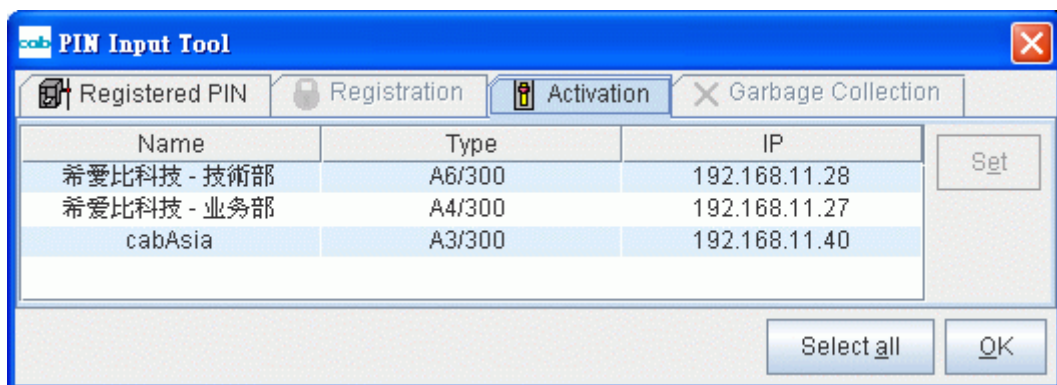 cab PIN Input Tool
Registered PIN Registration Activation Garbage Collection
Name Type IP
希愛比科技 - 技術部 A6/300 192.168.11.28
希愛比科技 - 业务部 A4/300 192.168.11.27
cabAsia A3/300 192.168.11.40
Set
Select all OK